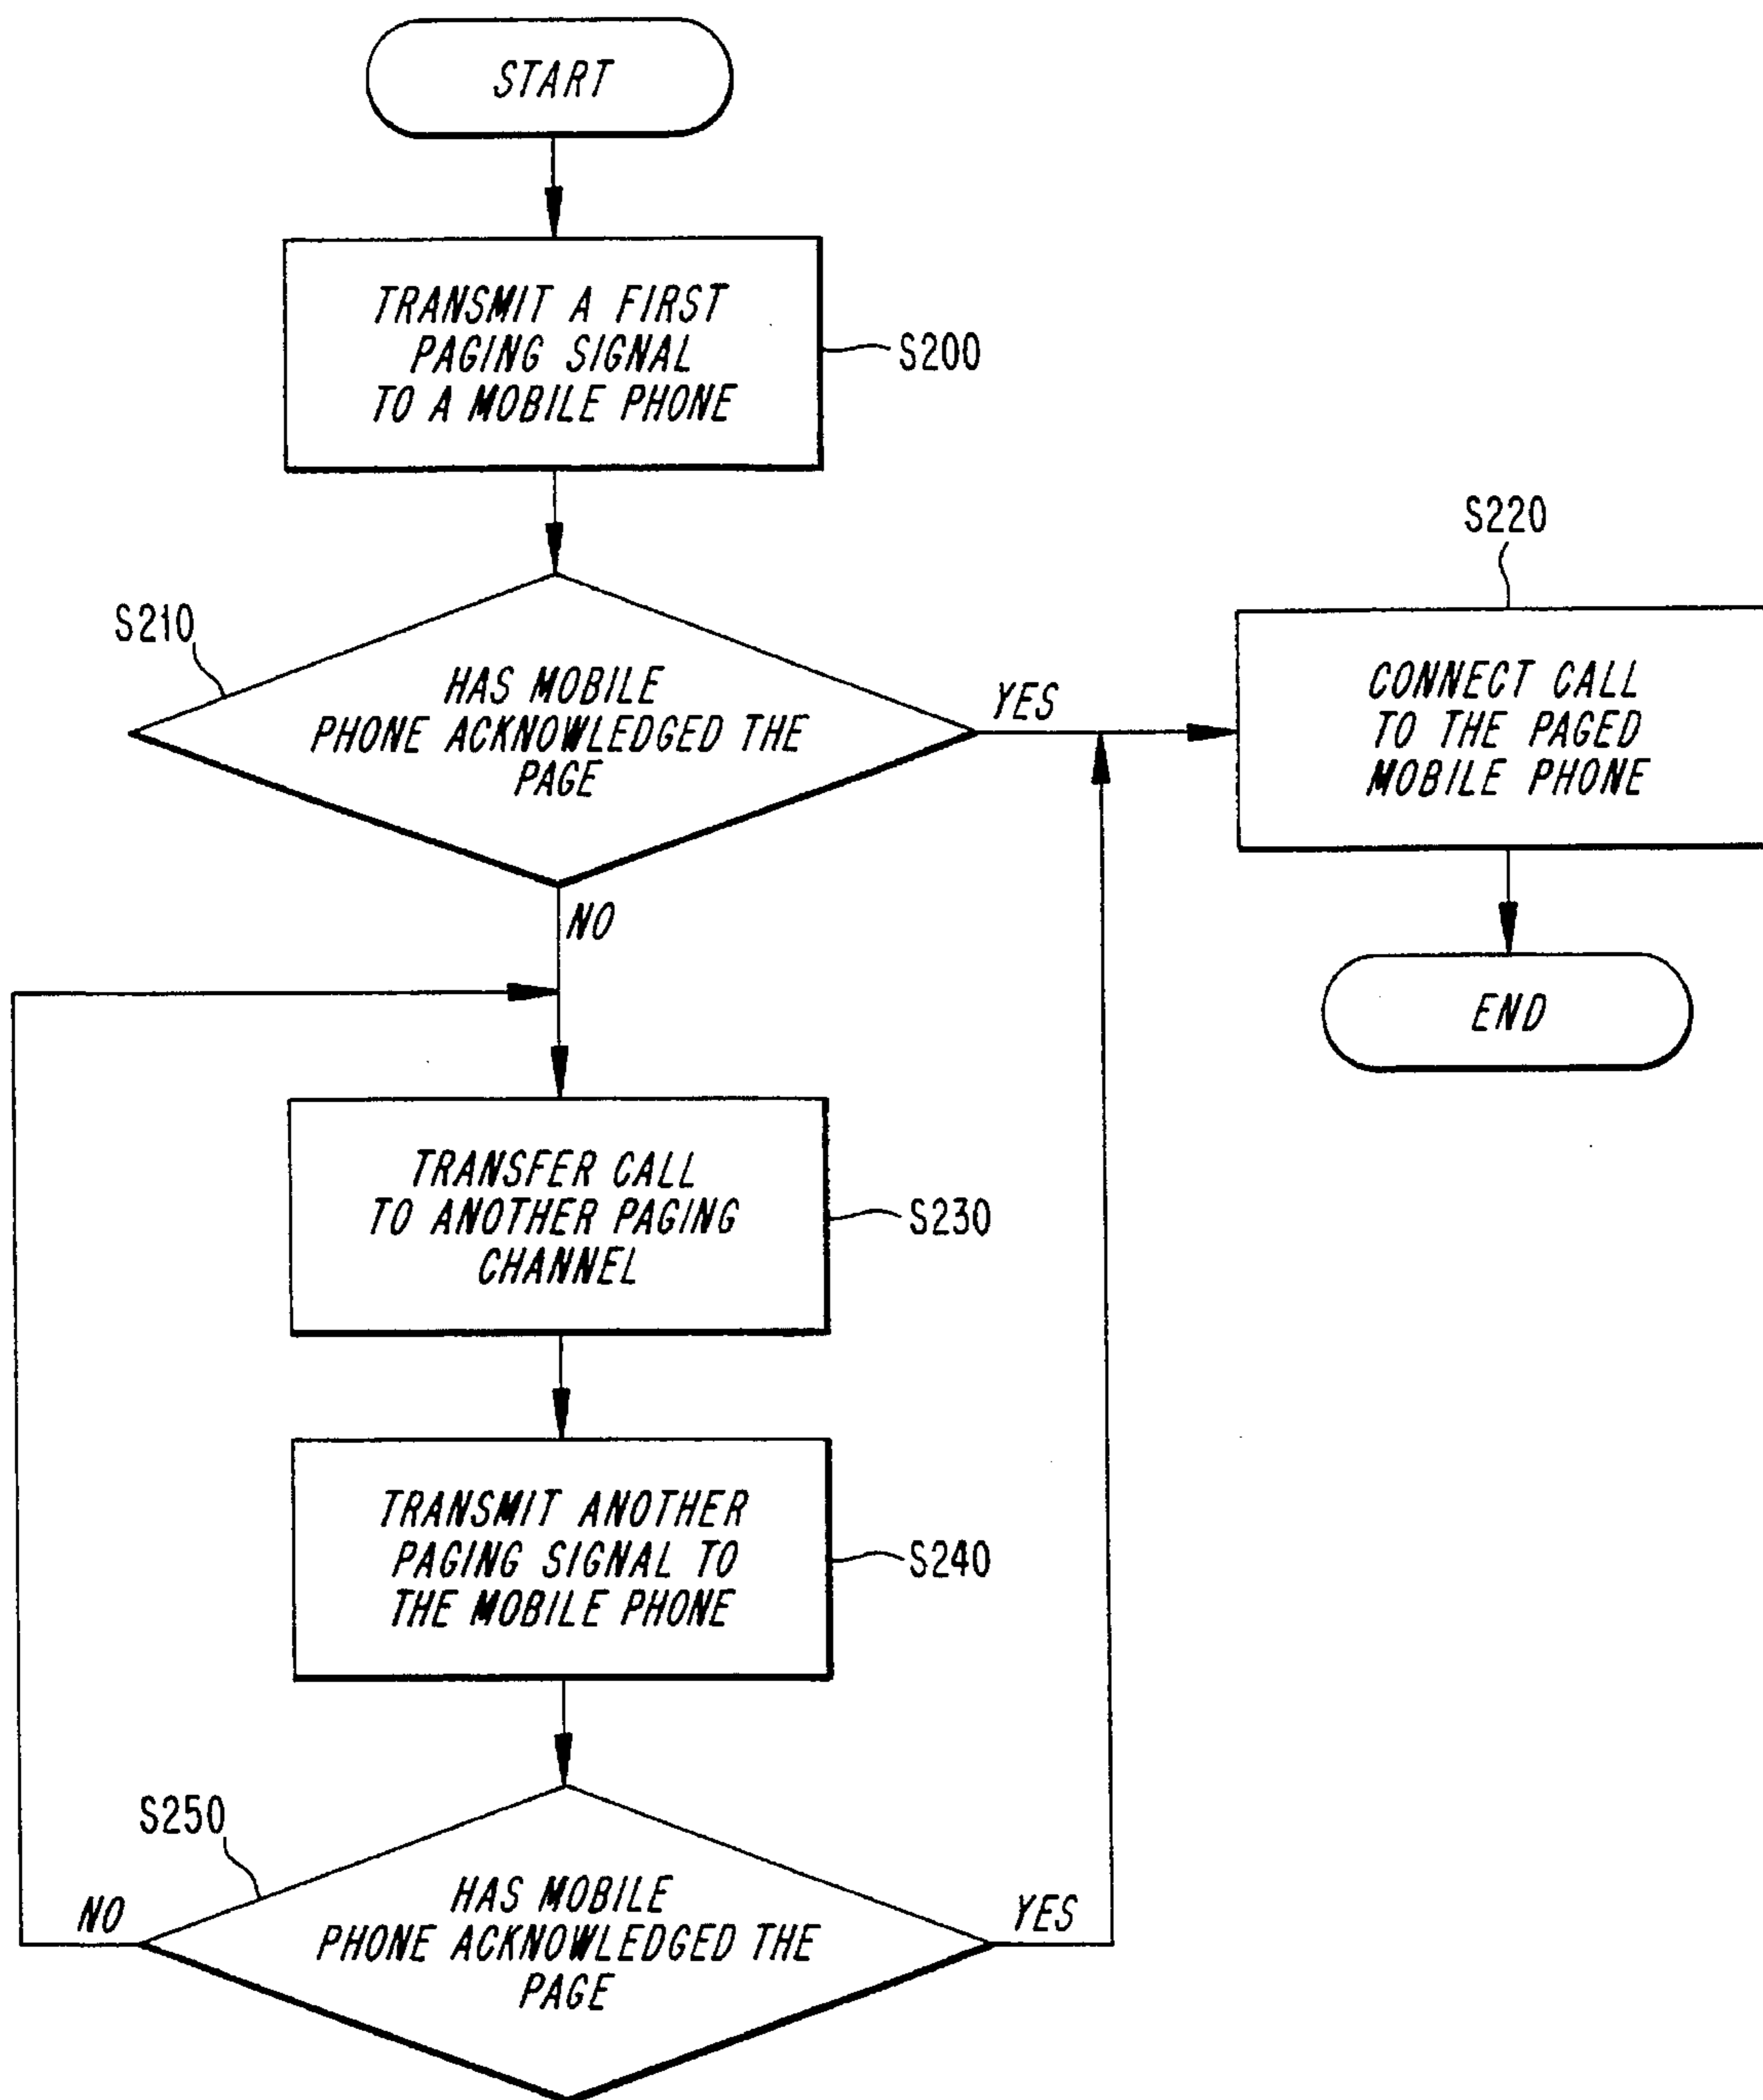 START
TRANSMIT A FIRST
PAGING SIGNAL
TO A MOBILE PHONE
S200
S210
HAS MOBILE
PHONE ACKNOWLEDGED THE
PAGE
YES
NO
S220
CONNECT CALL
TO THE PAGED
MOBILE PHONE
END
TRANSFER CALL
TO ANOTHER PAGING
CHANNEL
S230
TRANSMIT ANOTHER
PAGING SIGNAL TO
THE MOBILE PHONE
S240
S250
HAS MOBILE
PHONE ACKNOWLEDGED THE
PAGE
NO
YES